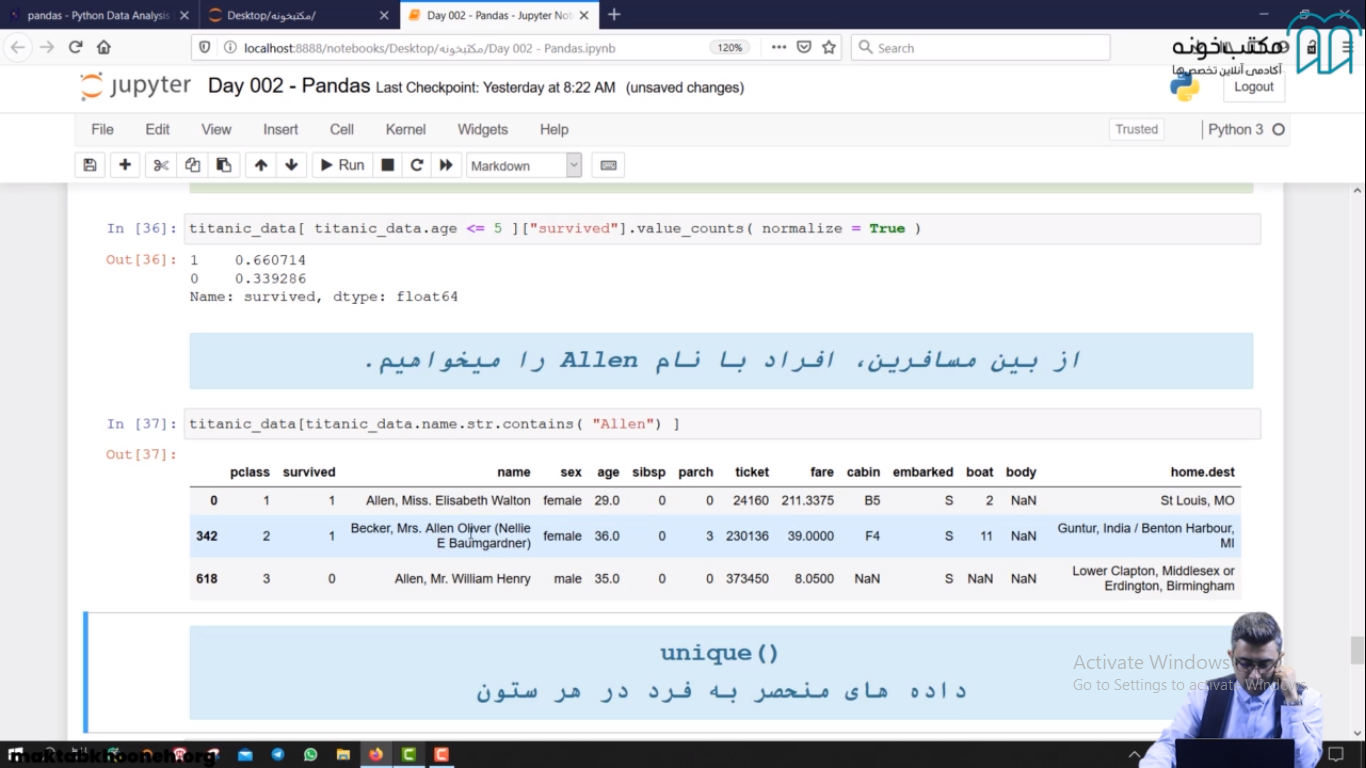 pandas - Python Data Analysis
Desktop/مکتبخونه/
Day 002 - Pandas - Jupyter Not
localhost:8888/notebooks/Desktop/مکتبخونه/Day 002 - Pandas.ipynb
120%
Search
مکتب‌خونه
آکادمی آنلاین تخصص‌ها
jupyter
Day 002 - Pandas Last Checkpoint: Yesterday at 8:22 AM (unsaved changes)
Logout
File Edit View Insert Cell Kernel Widgets Help
Trusted
Python 3
Run
Markdown
In [36]: titanic_data[ titanic_data.age <= 5 ]["survived"].value_counts( normalize = True )
Out[36]: 1 0.660714
0 0.339286
Name: survived, dtype: float64
از بین مسافرین، افراد با نام Allen را میخواهیم.
In [37]: titanic_data[titanic_data.name.str.contains( "Allen") ]
Out[37]:
pclass survived name sex age sibsp parch ticket fare cabin embarked boat body home.dest
0 1 1 Allen, Miss. Elisabeth Walton female 29.0 0 0 24160 211.3375 B5 S 2 NaN St Louis, MO
342 2 1 Becker, Mrs. Allen Oliver (Nellie E Baumgardner) female 36.0 0 3 230136 39.0000 F4 S 11 NaN Guntur, India / Benton Harbour, MI
618 3 0 Allen, Mr. William Henry male 35.0 0 0 373450 8.0500 NaN S NaN NaN Lower Clapton, Middlesex or Erdington, Birmingham
unique()
داده های منحصر به فرد در هر ستون
Activate Windows
Go to Settings to activate Windows.
maktabkhooneh.org